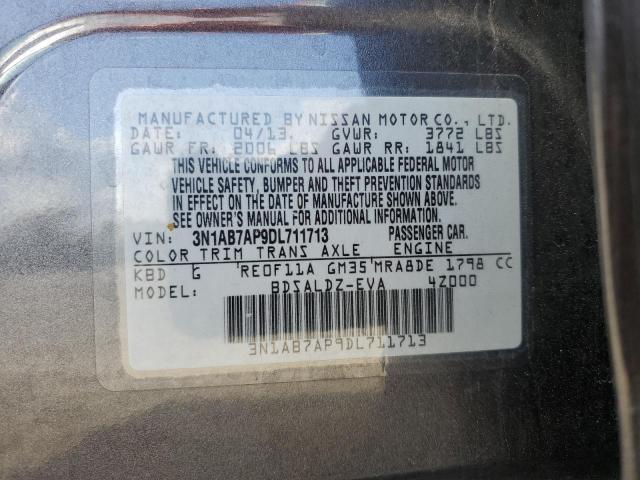 MANUFACTURED BY NISSAN MOTOR CO., LTD.
DATE: 04/13 GVWR: 3772 LBS
GAWR FR: 2006 LBS GAWR RR: 1841 LBS
THIS VEHICLE CONFORMS TO ALL APPLICABLE FEDERAL MOTOR
VEHICLE SAFETY, BUMPER AND THEFT PREVENTION STANDARDS
IN EFFECT ON THE DATE OF MANUFACTURE SHOWN ABOVE.
SEE OWNER'S MANUAL FOR ADDITIONAL INFORMATION.
VIN: 3N1AB7AP9DL711713 PASSENGER CAR.
COLOR TRIM TRANS AXLE ENGINE
KBD G RE0F11A GM35 MRA8DE 1798 CC
MODEL: BDSALDZ-EVA 4Z000
3N1AB7AP9DL711713